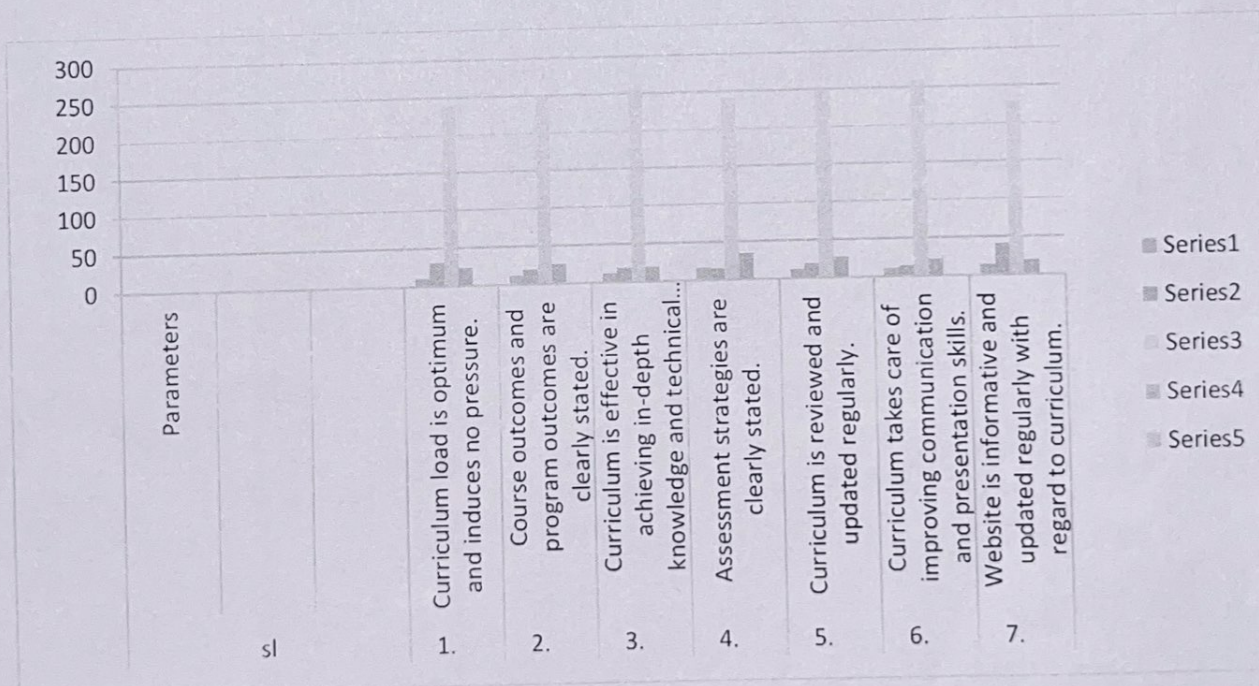 300
250
200
150
100
50
0
Parameters
Curriculum load is optimum
and induces no pressure.
Course outcomes and
program outcomes are
clearly stated.
Curriculum is effective in
achieving in-depth
knowledge and technical...
Assessment strategies are
clearly stated.
Curriculum is reviewed and
updated regularly.
Curriculum takes care of
improving communication
and presentation skills.
Website is informative and
updated regularly with
regard to curriculum.
sl
1.
2.
3.
4.
5.
6.
7.
Series1
Series2
Series3
Series4
Series5